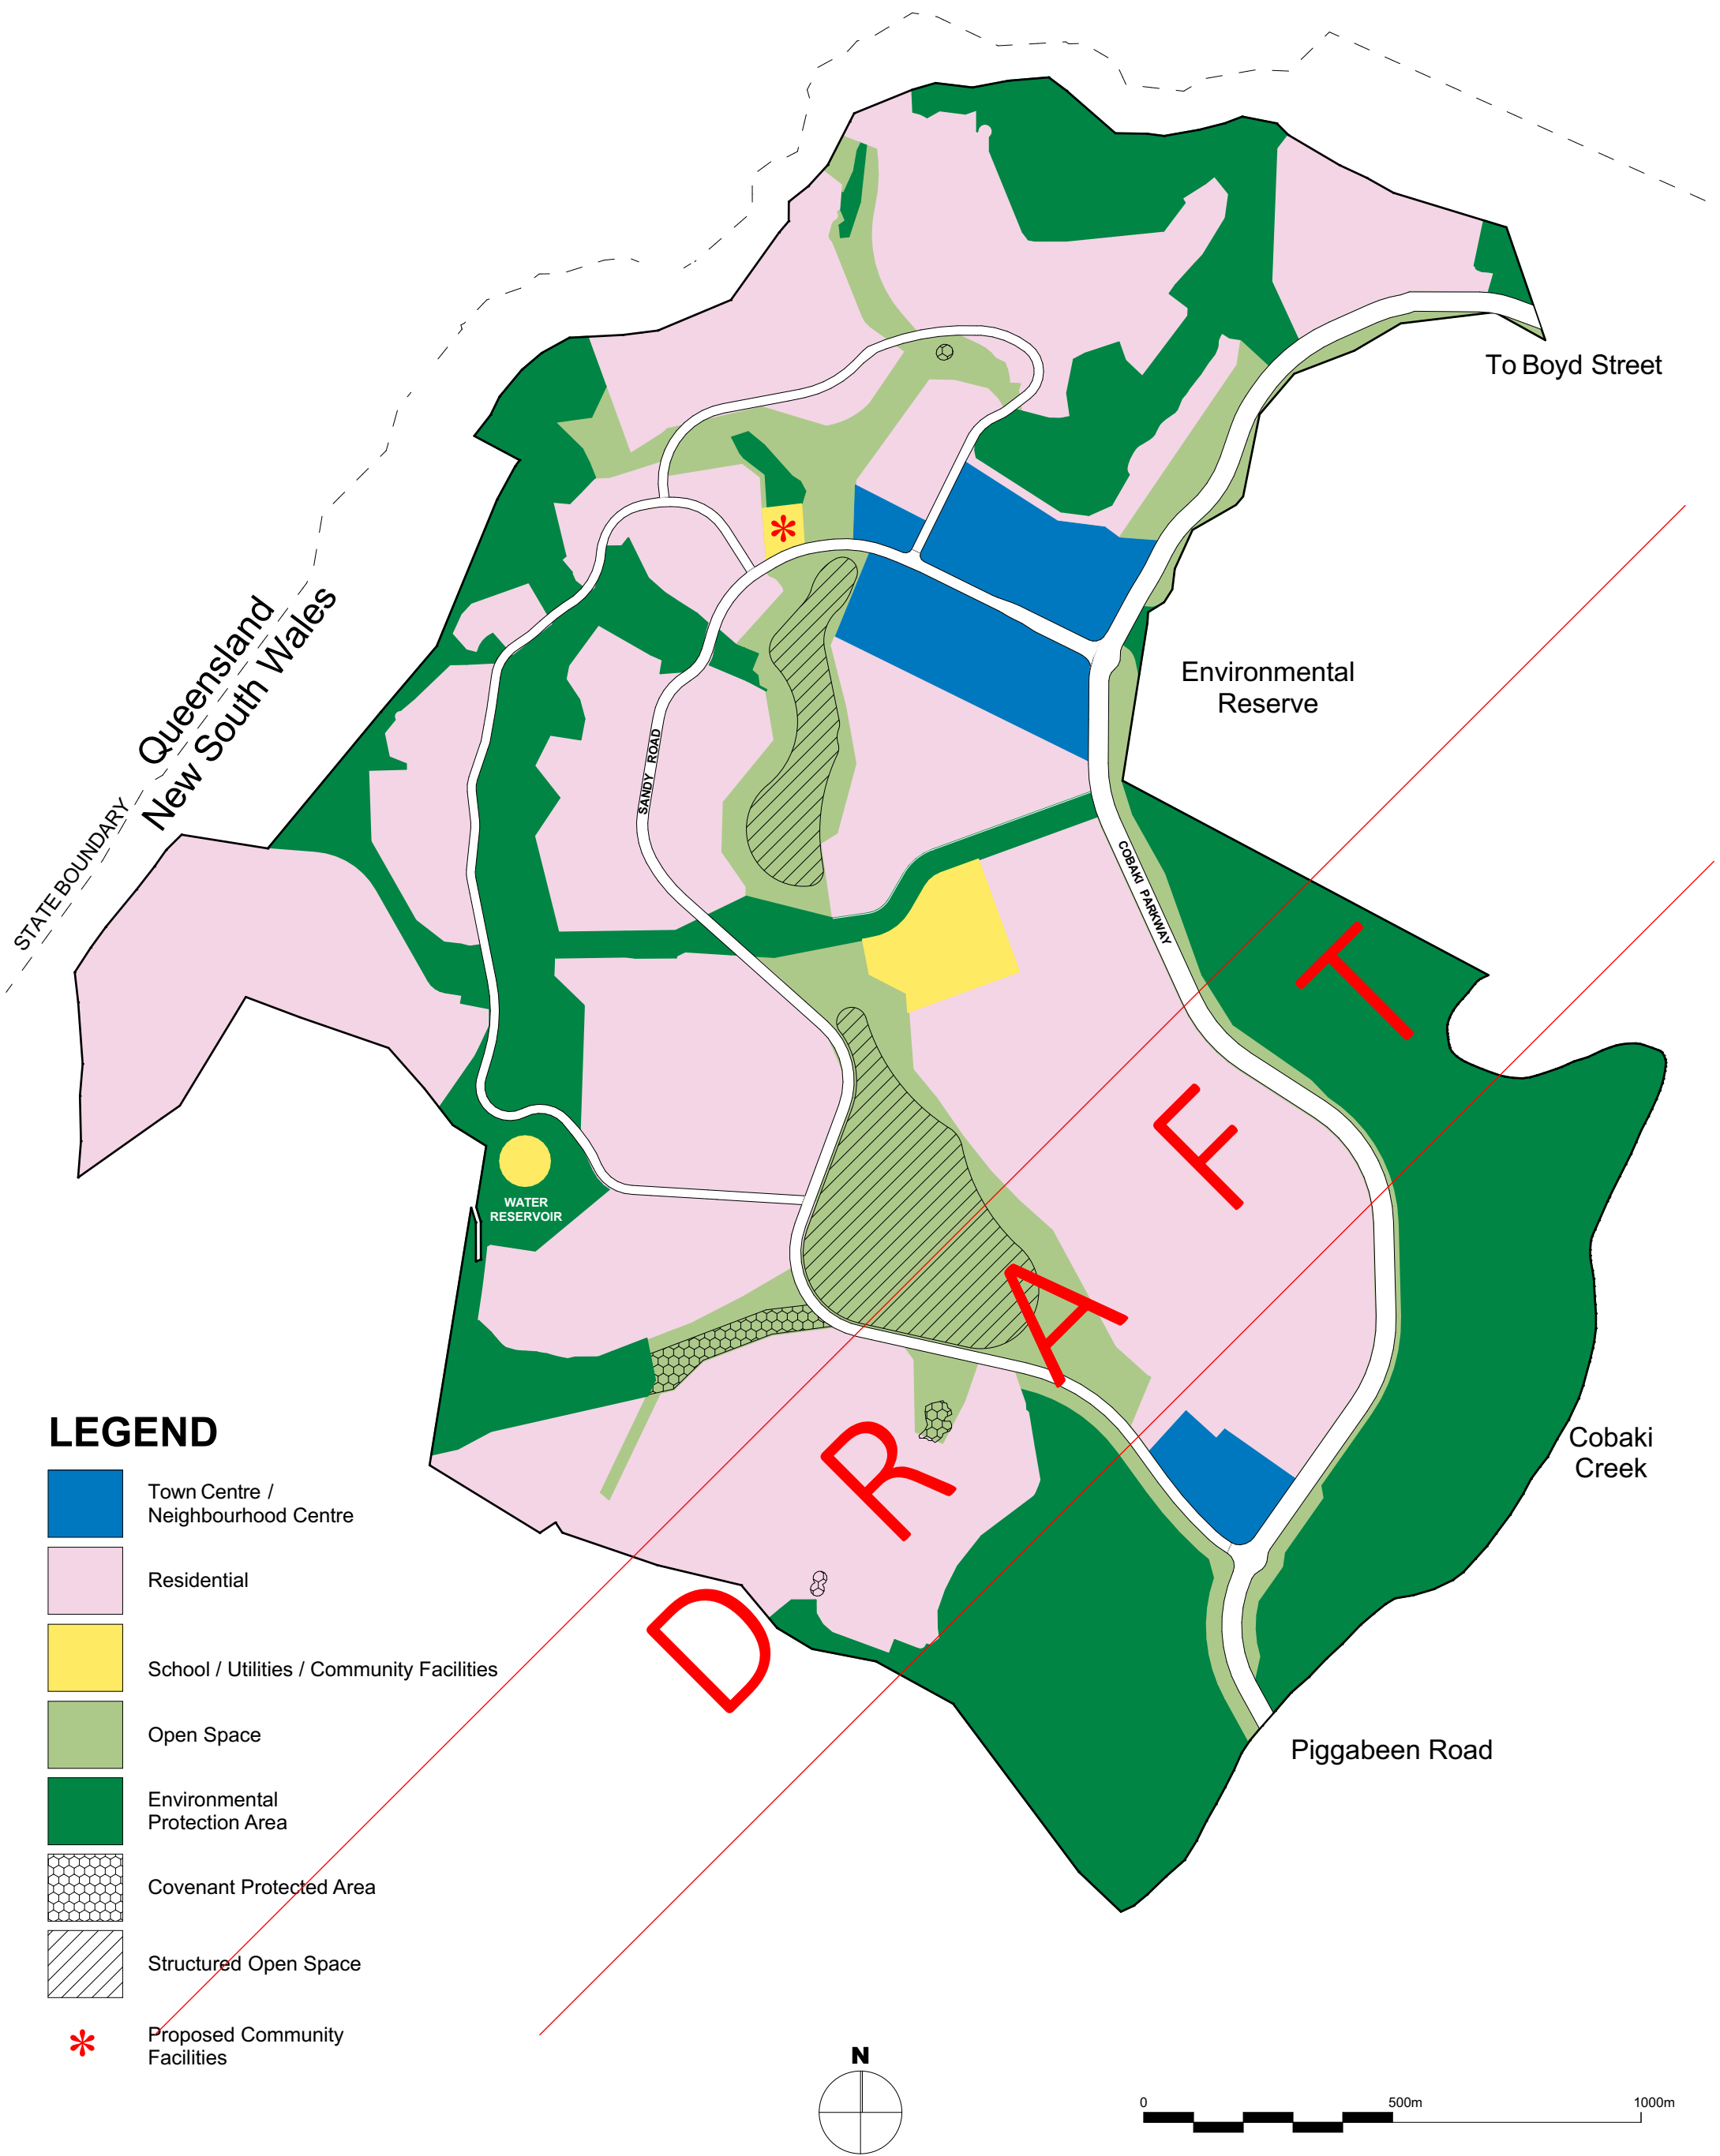 To Boyd Street
Queensland
New South Wales
STATE BOUNDARY
Environmental
Reserve
SANDY ROAD
COBAKI PARKWAY
WATER
RESERVOIR
DRAFT
Cobaki
Creek
Piggabeen Road
LEGEND
Town Centre /
Neighbourhood Centre
Residential
School / Utilities / Community Facilities
Open Space
Environmental
Protection Area
Covenant Protected Area
Structured Open Space
* Proposed Community
Facilities
*
N
0 500m 1000m